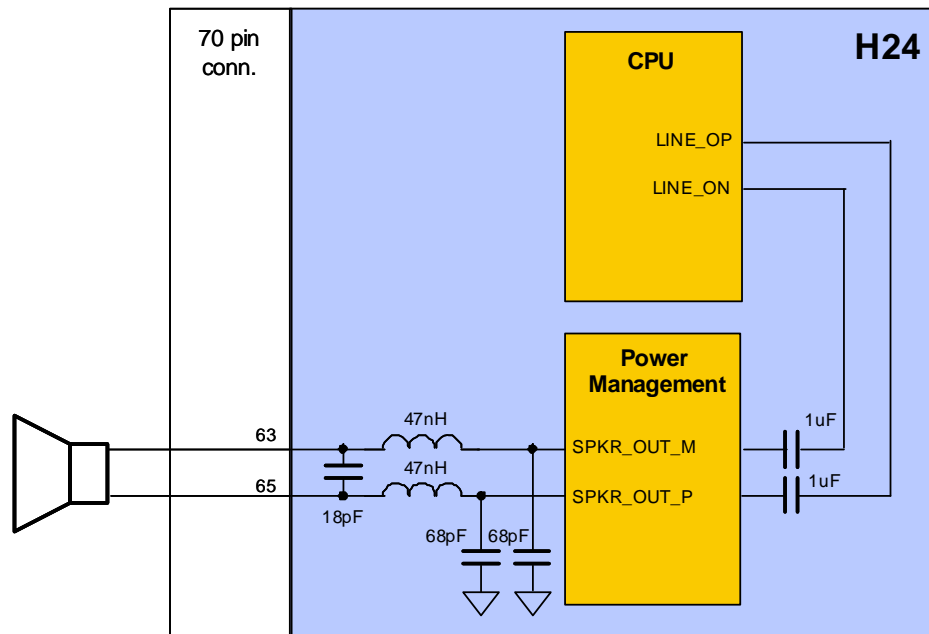 70 pin
conn.
CPU
H24
LINE_OP
LINE_ON
Power
Management
63
47nH
SPKR_OUT_M
1uF
65
47nH
SPKR_OUT_P
1uF
18pF
68pF
68pF